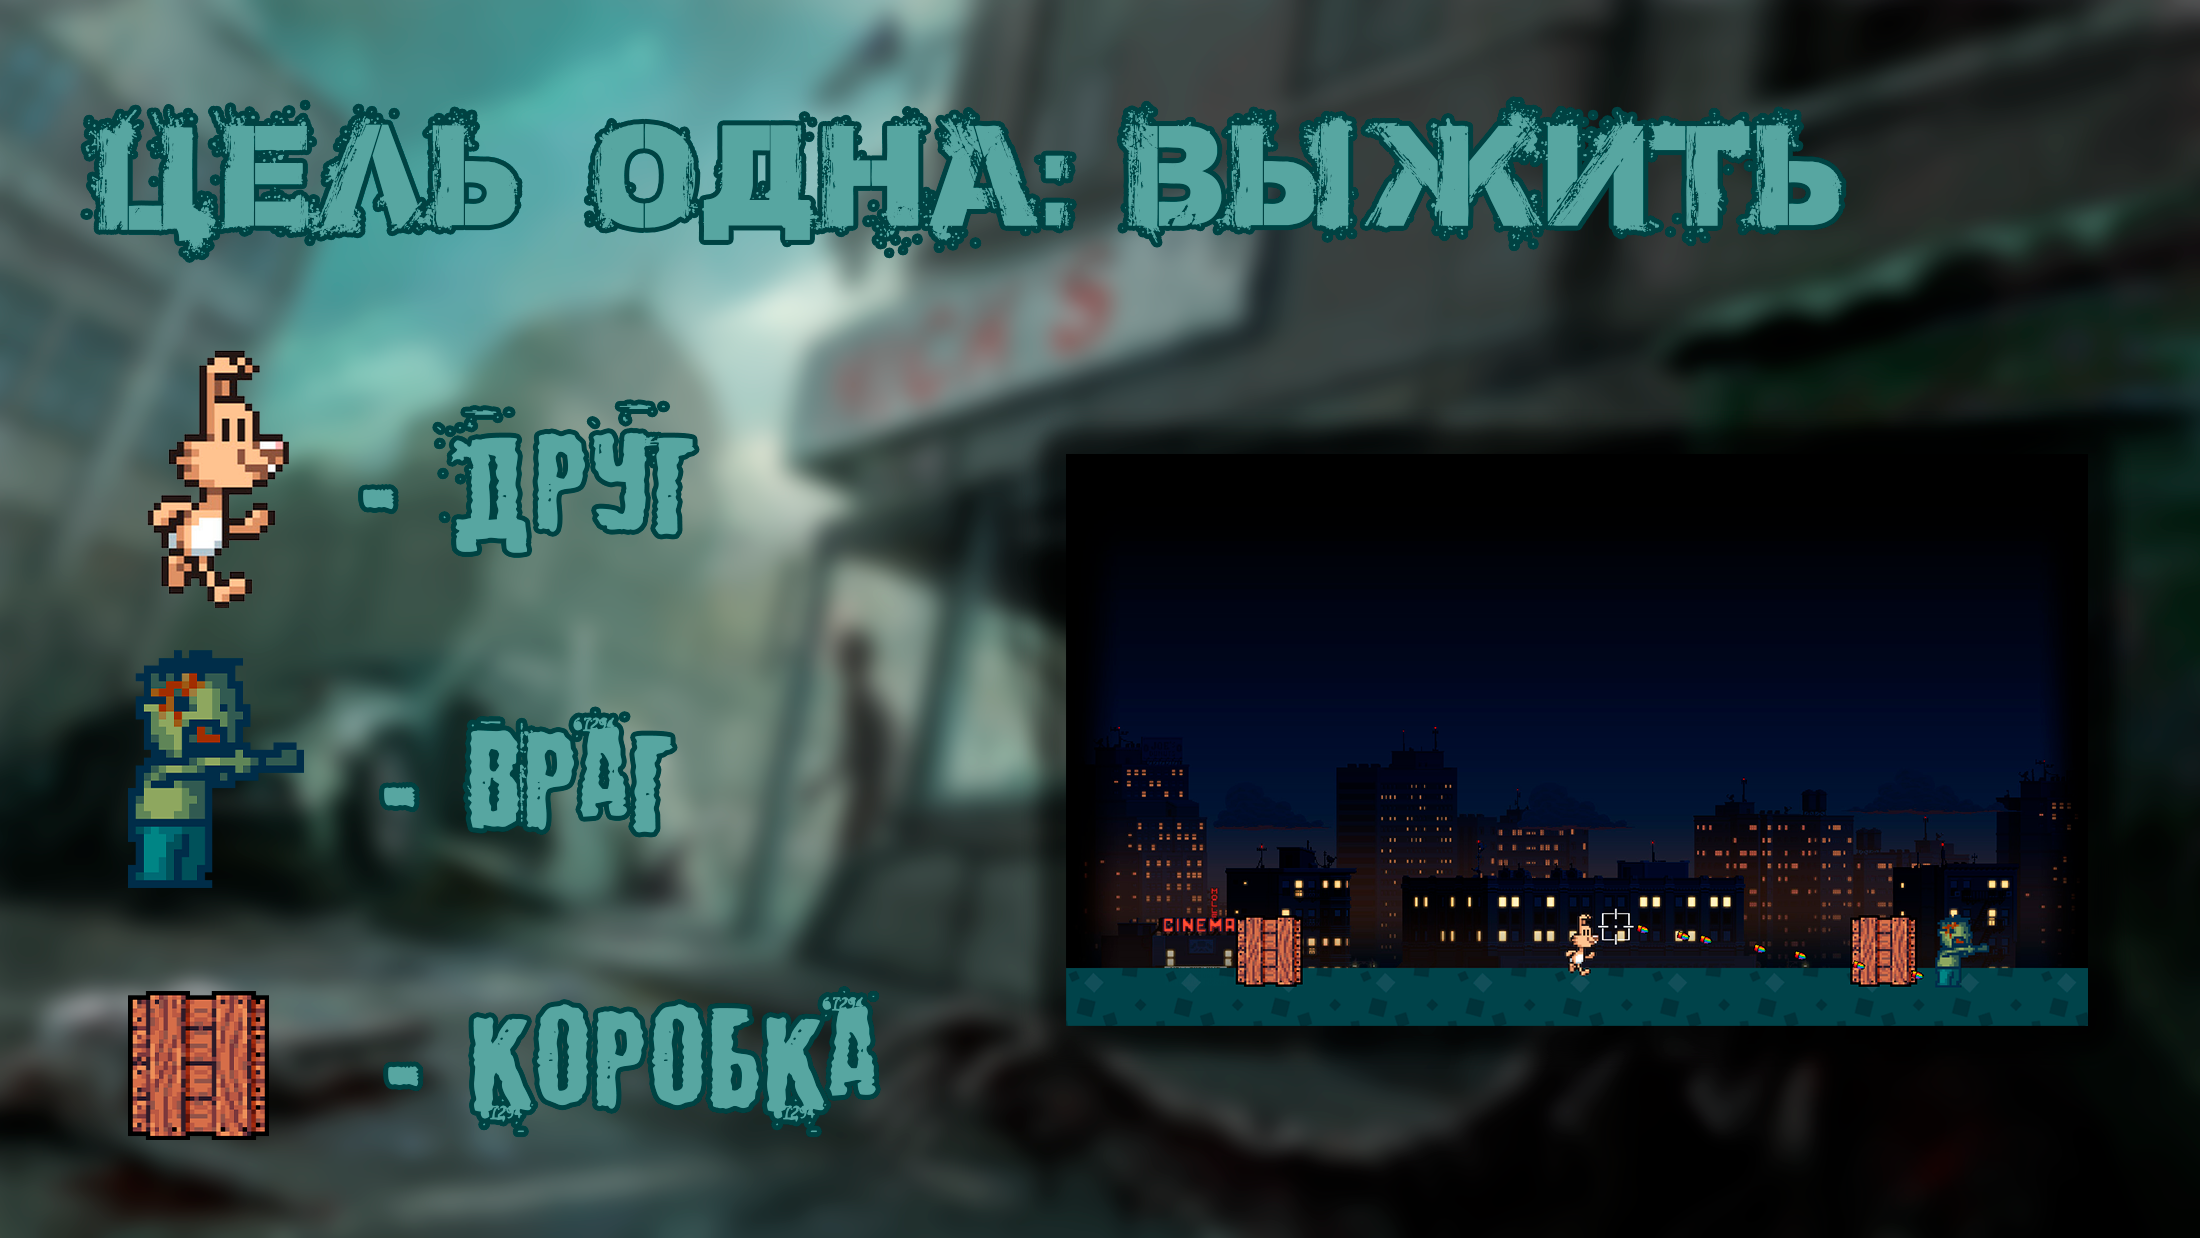 ЦЕЛЬ ОДНА: ВЫЖИТЬ
- ДРУГ
- ВРАГ
- КОРОБКА
CINEMA